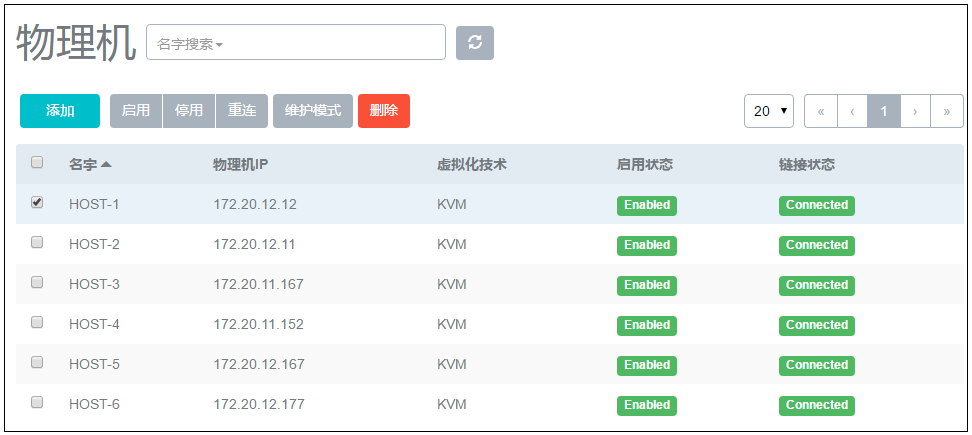 物理机 名字搜索
添加 启用 停用 重连 维护模式 删除 20 « ‹ 1 › »
名字 物理机IP 虚拟化技术 启用状态 链接状态
HOST-1 172.20.12.12 KVM Enabled Connected
HOST-2 172.20.12.11 KVM Enabled Connected
HOST-3 172.20.11.167 KVM Enabled Connected
HOST-4 172.20.11.152 KVM Enabled Connected
HOST-5 172.20.12.167 KVM Enabled Connected
HOST-6 172.20.12.177 KVM Enabled Connected